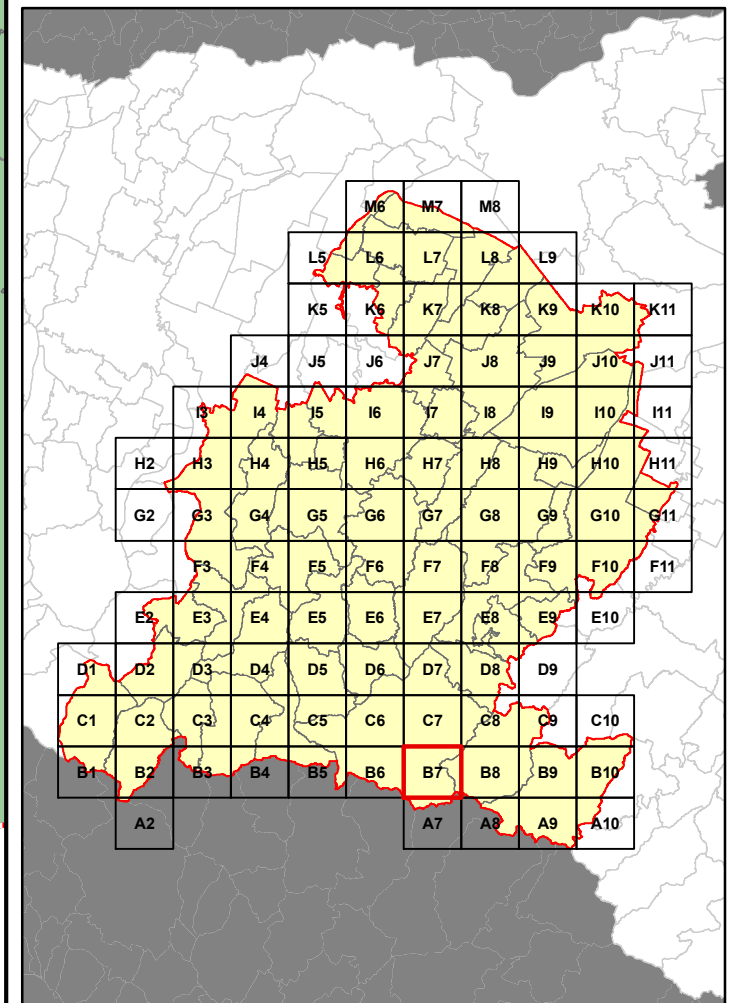 M6 M7 M8
L5 L6 L7 L8 L9
K5 K6 K7 K8 K9 K10 K11
J4 J5 J6 J7 J8 J9 J10 J11
I3 I4 I5 I6 I7 I8 I9 I10 I11
H2 H3 H4 H5 H6 H7 H8 H9 H10 H11
G2 G3 G4 G5 G6 G7 G8 G9 G10 G11
F3 F4 F5 F6 F7 F8 F9 F10 F11
E2 E3 E4 E5 E6 E7 E8 E9 E10
D1 D2 D3 D4 D5 D6 D7 D8 D9
C1 C2 C3 C4 C5 C6 C7 C8 C9 C10
B1 B2 B3 B4 B5 B6 B7 B8 B9 B10
A2 A7 A8 A9 A10